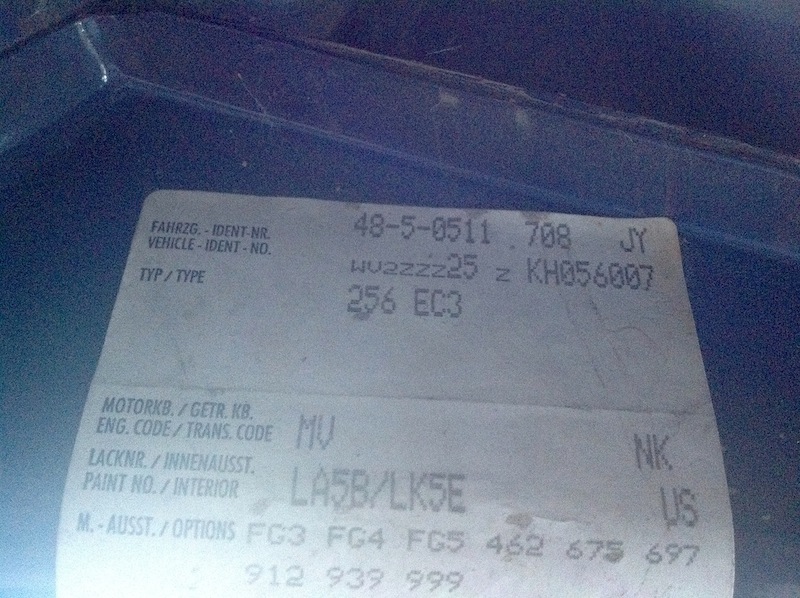 FAHRZG. - IDENT-NR. 48-5-0511 708 JY
VEHICLE - IDENT - NO.
WV2ZZZ25 Z KH056007
TYP / TYPE 256 EC3
MOTORKB. / GETR. KB.
ENG. CODE / TRANS. CODE MV NK
LACKNR. / INNENAUSST.
PAINT NO. / INTERIOR LA5B/LK5E US
M. - AUSST. / OPTIONS FG3 FG4 FG5 462 675 697
912 939 999